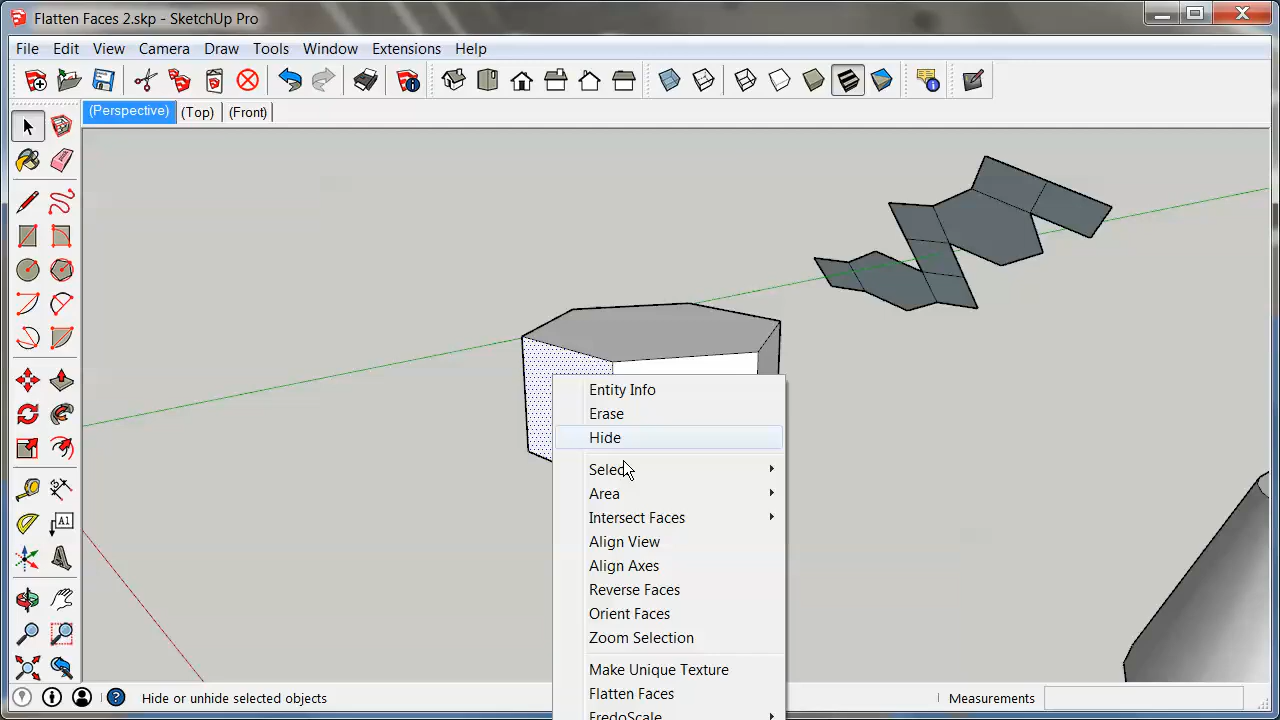 Flatten Faces 2.skp - SketchUp Pro
File Edit View Camera Draw Tools Window Extensions Help
(Perspective) (Top) (Front)
A1
Entity Info
Erase
Hide
Select
Area
Intersect Faces
Align View
Align Axes
Reverse Faces
Orient Faces
Zoom Selection
Make Unique Texture
Flatten Faces
FredoScale
Hide or unhide selected objects
Measurements